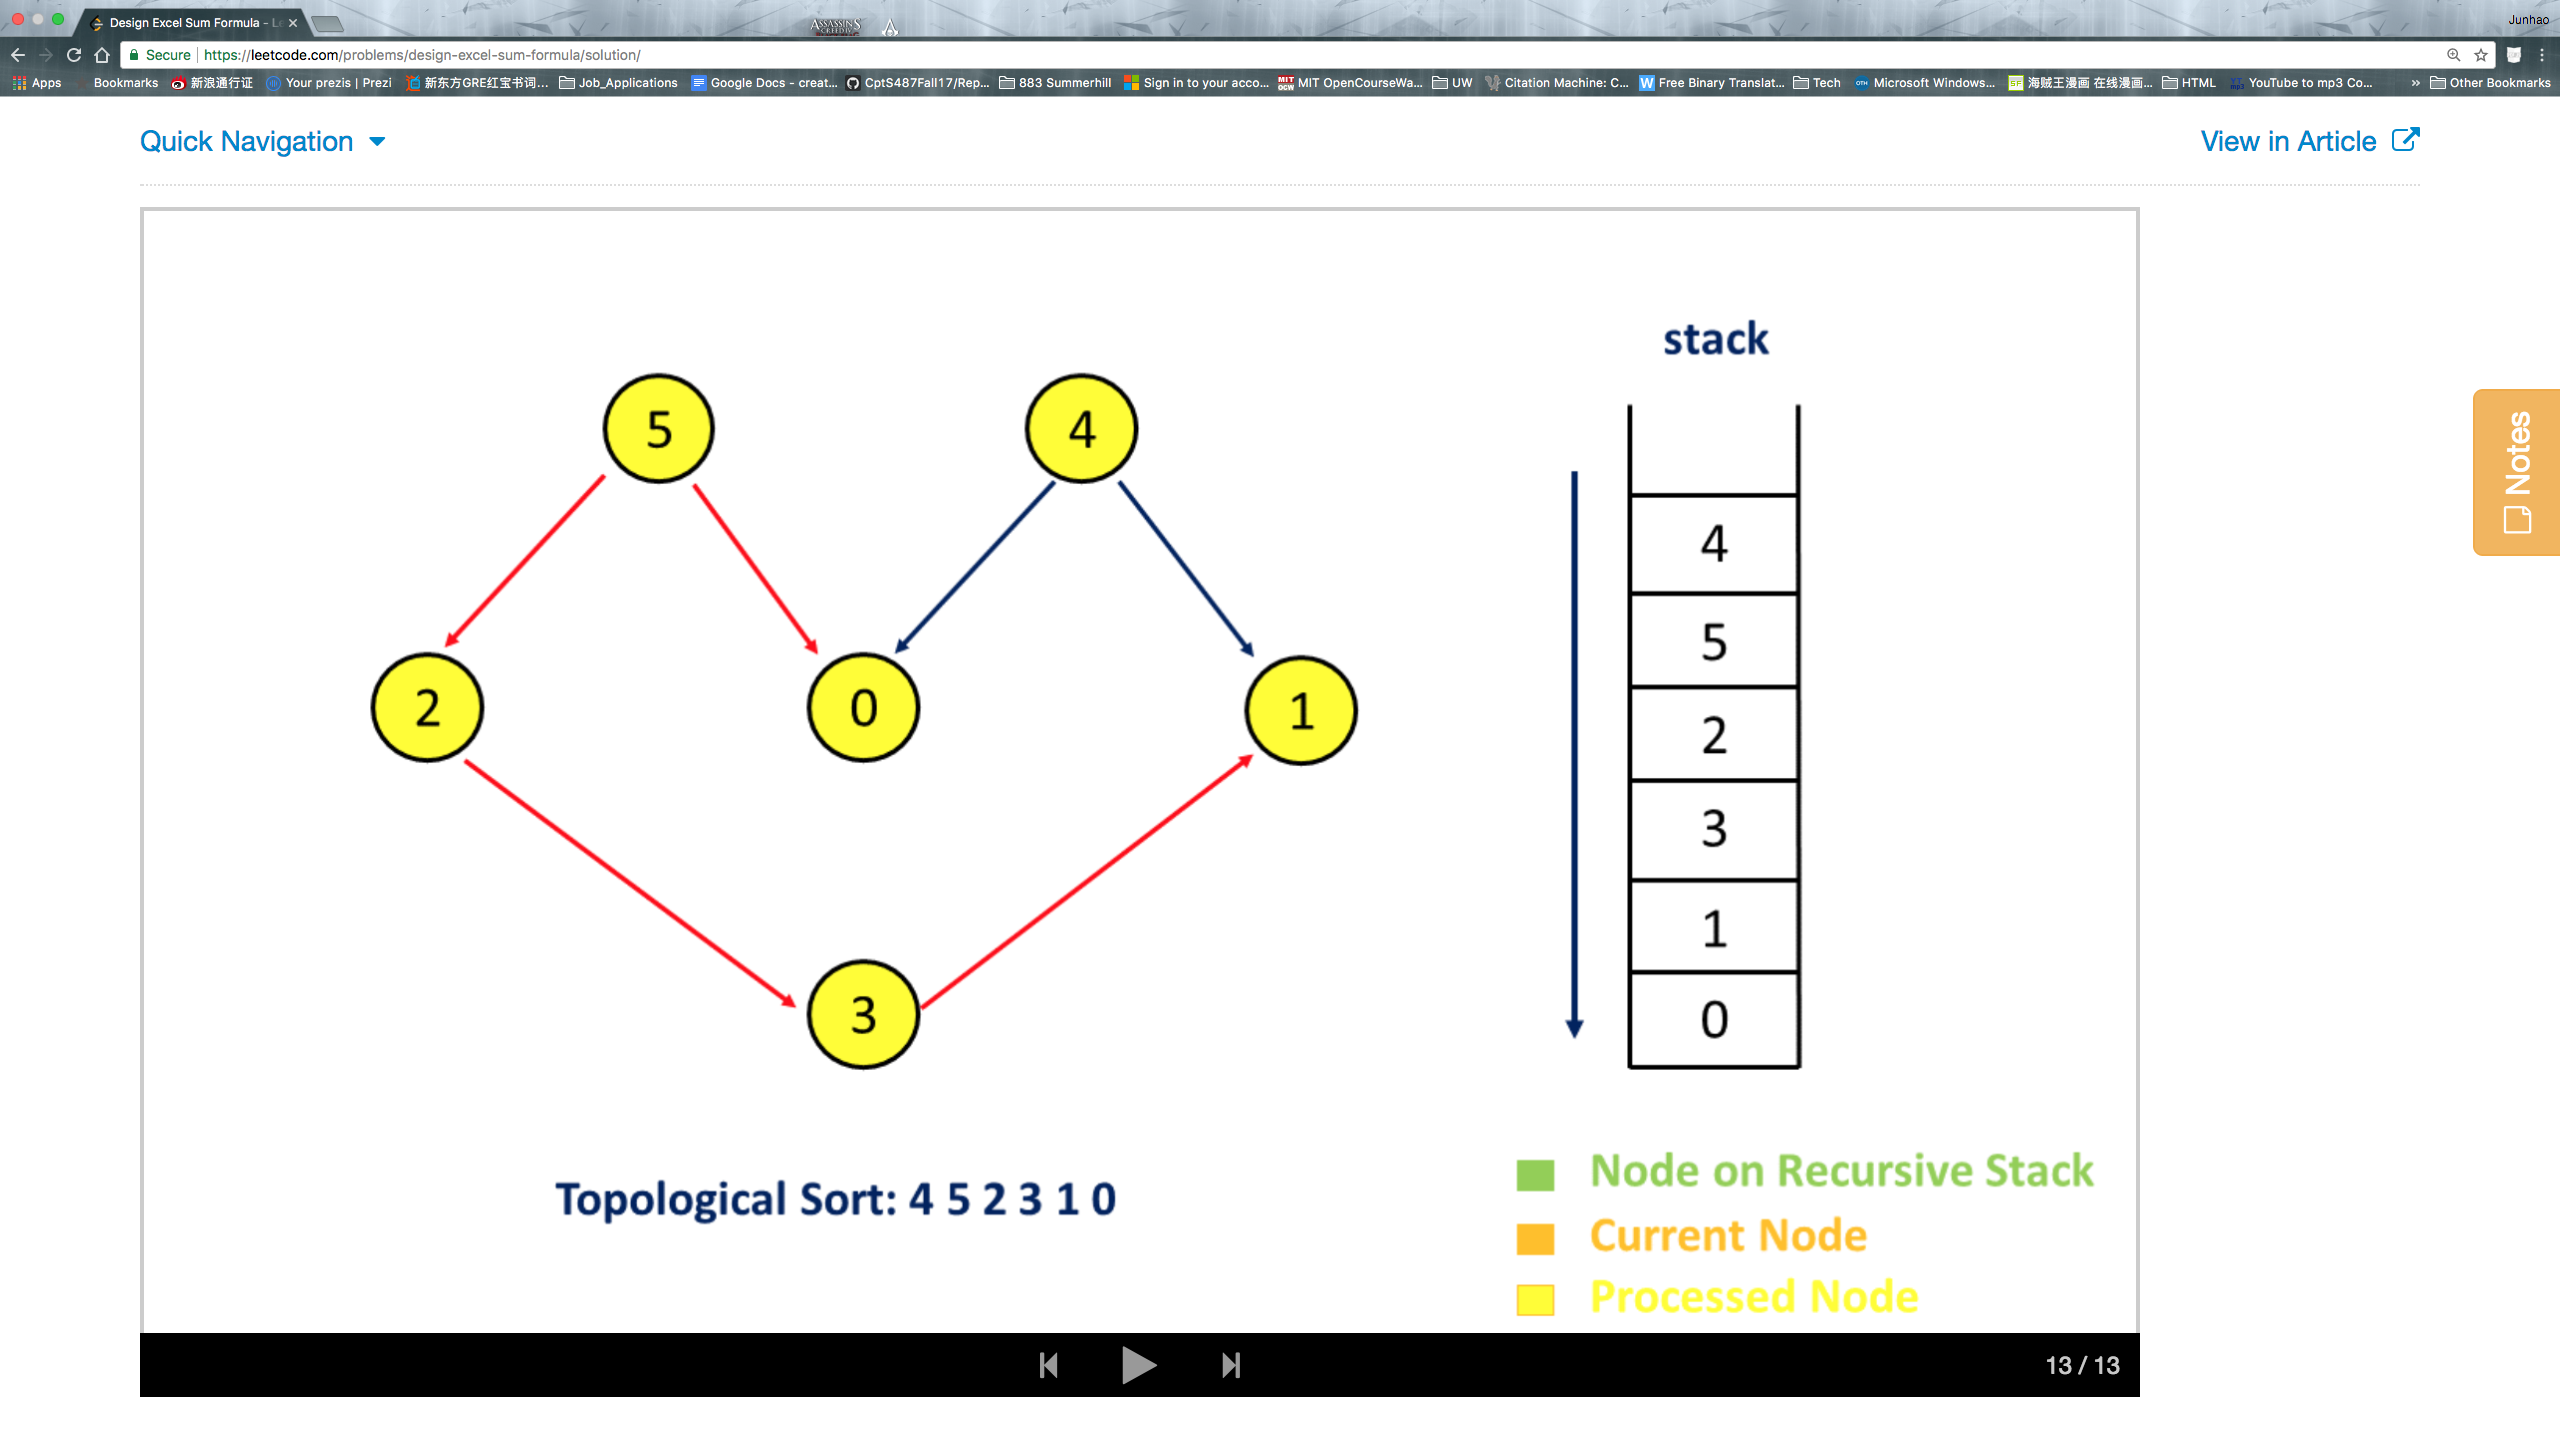 Design Excel Sum Formula - L
ASSASSIN'S
Junhao
Secure https://leetcode.com/problems/design-excel-sum-formula/solution/
Apps Bookmarks 新浪通行证 Your prezis | Prezi 新东方GRE红宝书词... Job_Applications Google Docs - creat... CptS487Fall17/Rep... 883 Summerhill Sign in to your acco... MIT OpenCourseWa... UW Citation Machine: C... Free Binary Translat... Tech Microsoft Windows... 海贼王漫画 在线漫画... HTML YouTube to mp3 Co... » Other Bookmarks
Quick Navigation
View in Article
stack
5 4
2 0 1
3
4
5
2
3
1
0
Notes
Topological Sort: 4 5 2 3 1 0
Node on Recursive Stack
Current Node
Processed Node
13 / 13